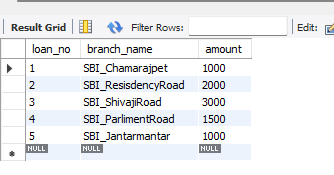 Result Grid Filter Rows: Edit:
loan_no branch_name amount
1 SBI_Chamarajpet 1000
2 SBI_ResisdencyRoad 2000
3 SBI_ShivajiRoad 3000
4 SBI_ParlimentRoad 1500
5 SBI_Jantarmantar 1000
NULL NULL NULL